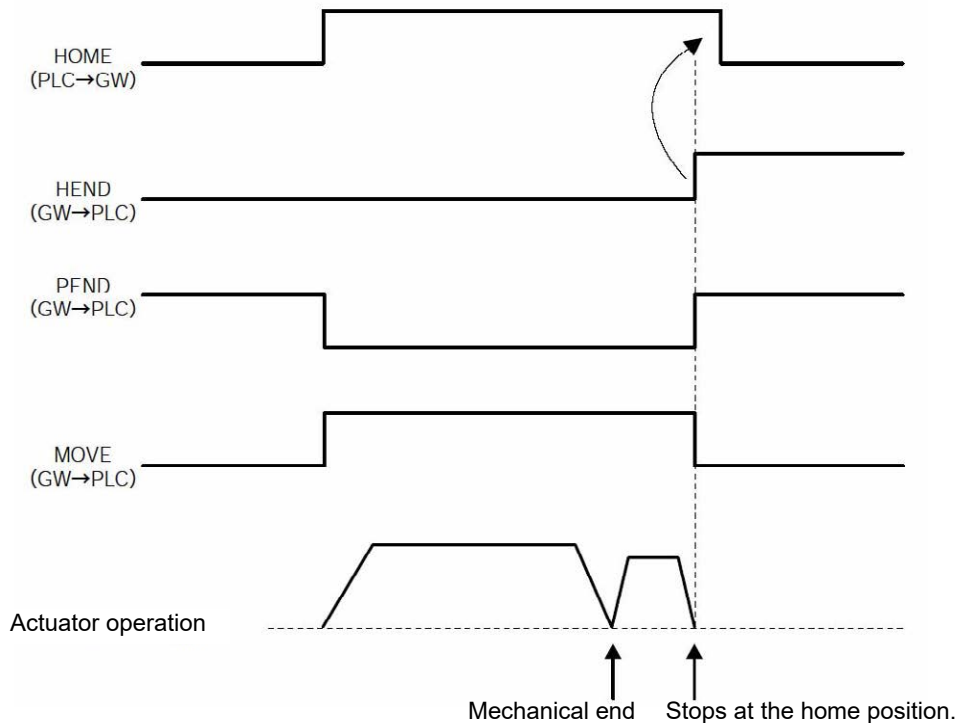 HOME
(PLC→GW)
HEND
(GW→PLC)
PEND
(GW→PLC)
MOVE
(GW→PLC)
Actuator operation
Mechanical end
Stops at the home position.